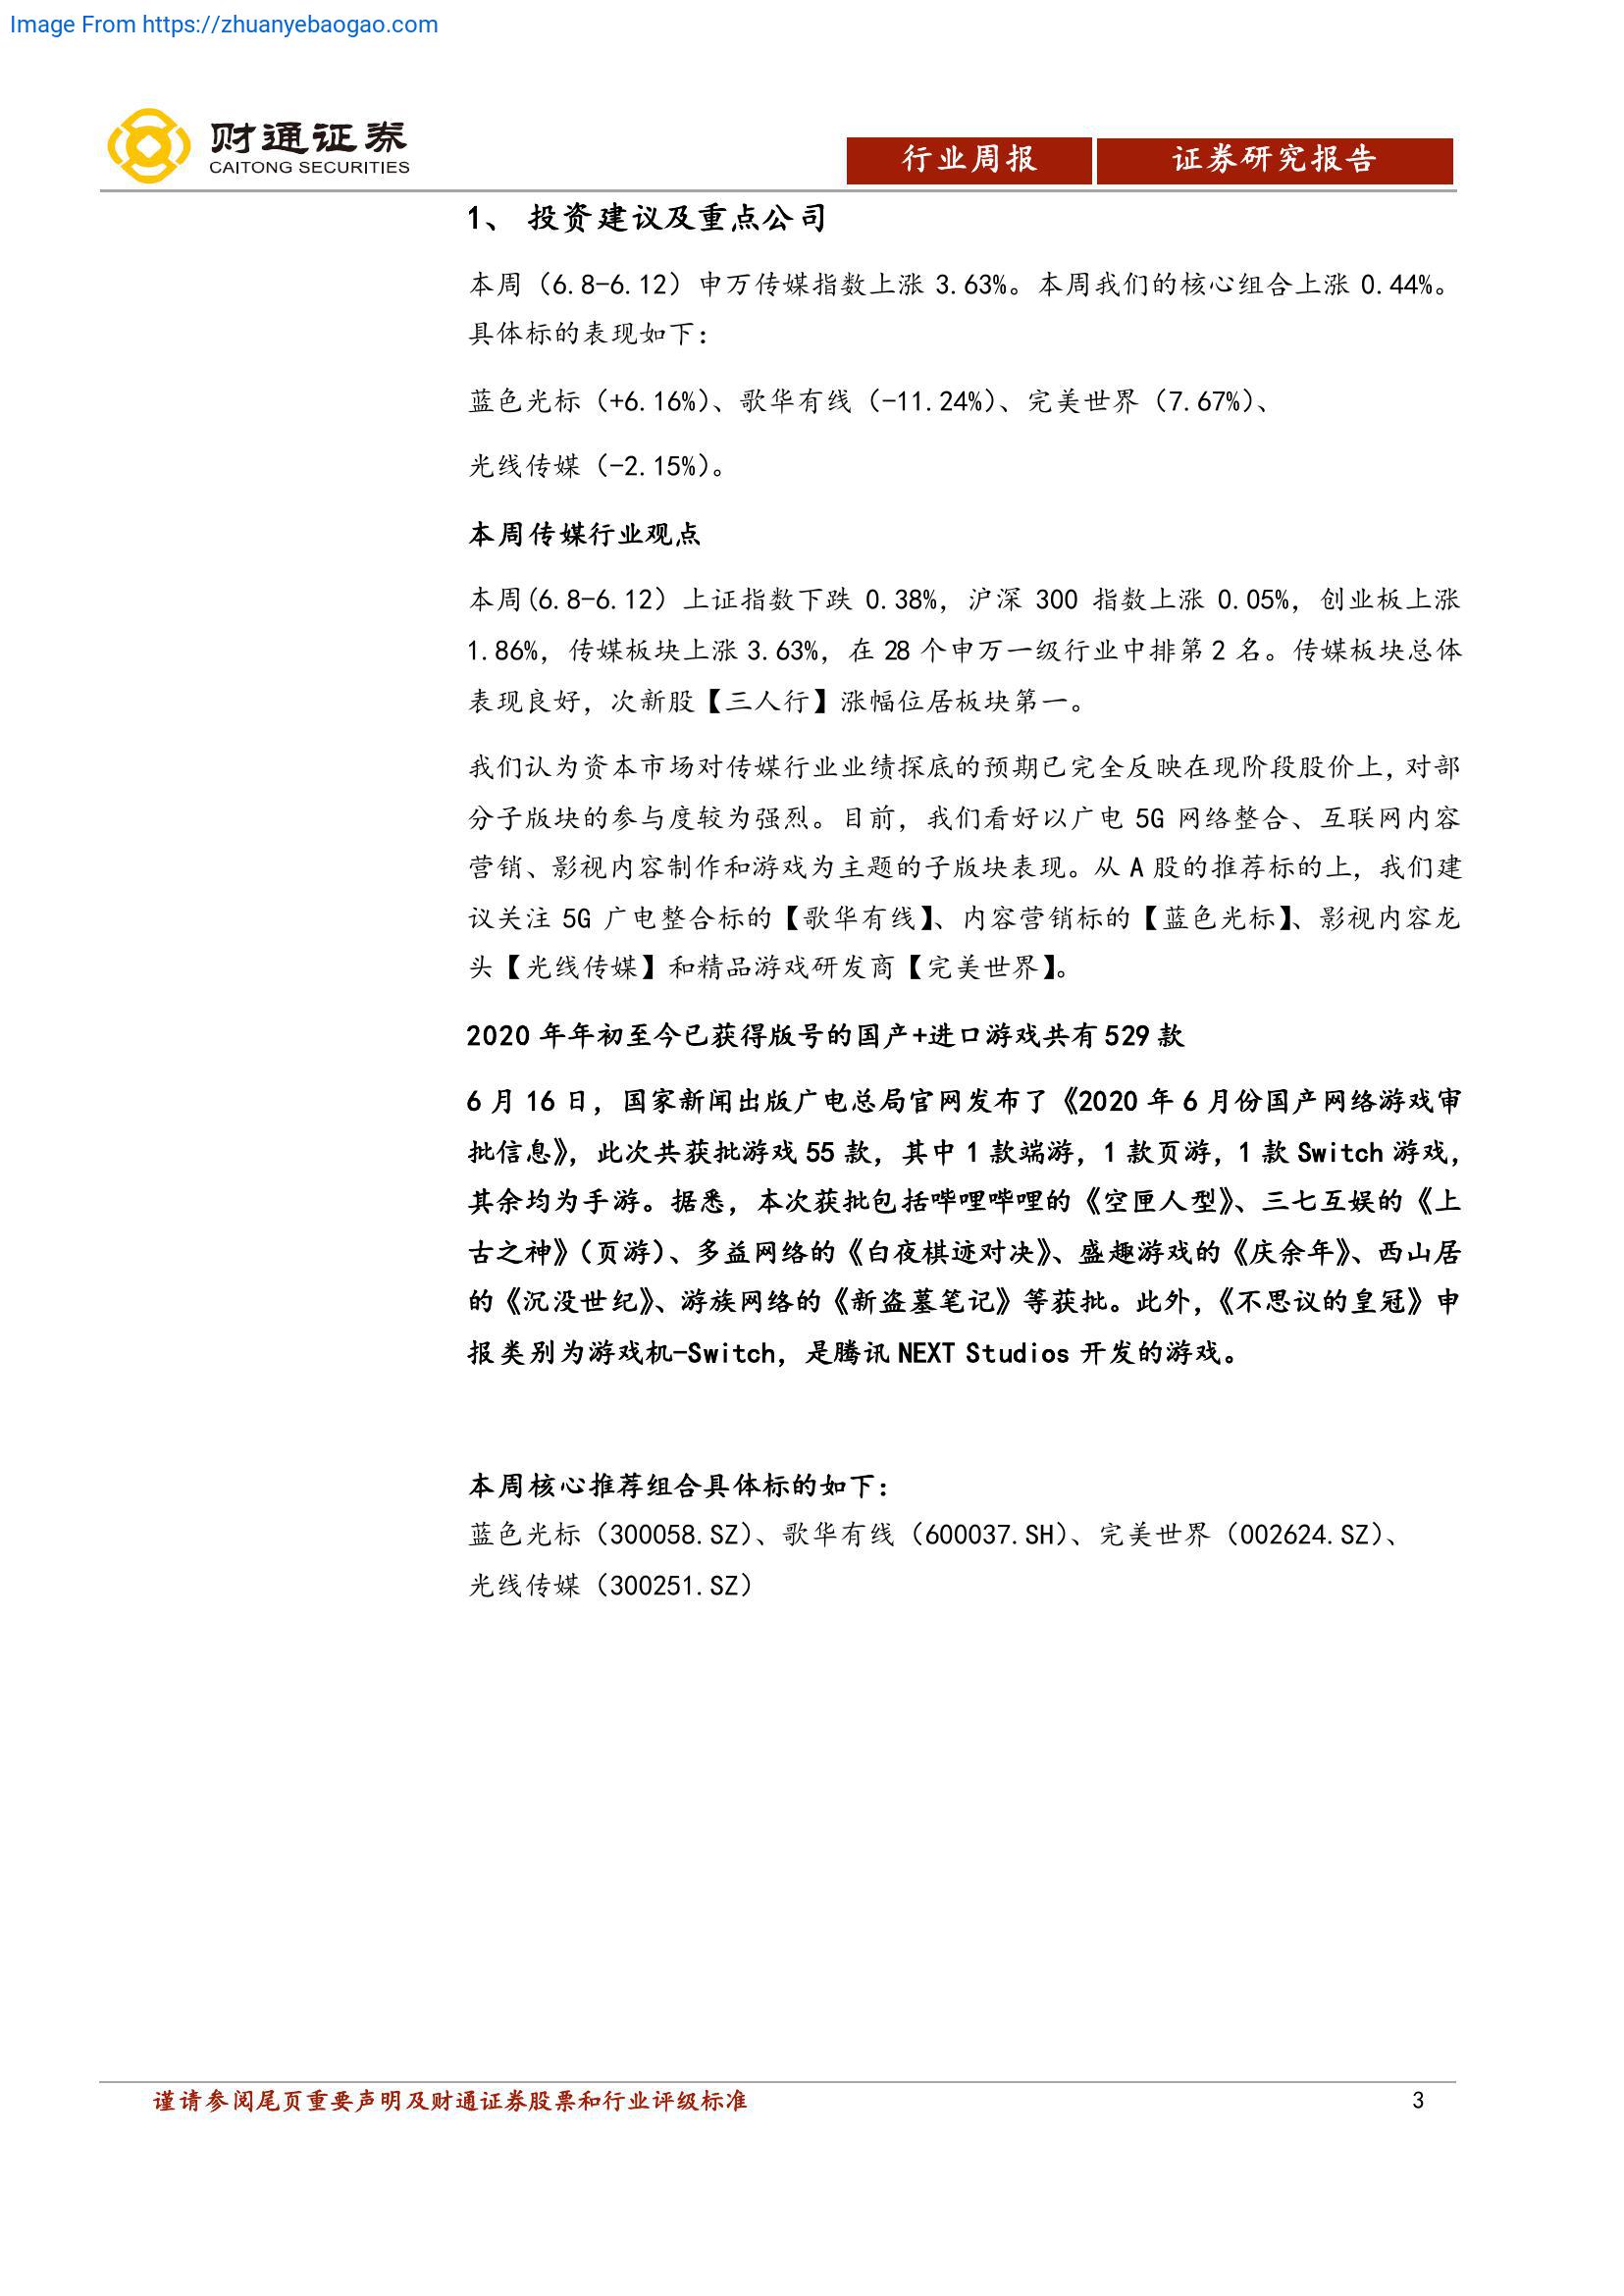 Image From https://zhuanyebaogao.com
财通证券
CAITONG SECURITIES
行业周报
证券研究报告
1、 投资建议及重点公司
本周（6.8-6.12）申万传媒指数上涨 3.63%。本周我们的核心组合上涨 0.44%。
具体标的表现如下：
蓝色光标（+6.16%）、歌华有线（-11.24%）、完美世界（7.67%）、
光线传媒（-2.15%）。
本周传媒行业观点
本周(6.8-6.12）上证指数下跌 0.38%，沪深 300 指数上涨 0.05%，创业板上涨
1.86%，传媒板块上涨 3.63%，在 28 个申万一级行业中排第 2 名。传媒板块总体
表现良好，次新股【三人行】涨幅位居板块第一。
我们认为资本市场对传媒行业业绩探底的预期已完全反映在现阶段股价上，对部
分子版块的参与度较为强烈。目前，我们看好以广电 5G 网络整合、互联网内容
营销、影视内容制作和游戏为主题的子版块表现。从 A 股的推荐标的上，我们建
议关注 5G 广电整合标的【歌华有线】、内容营销标的【蓝色光标】、影视内容龙
头【光线传媒】和精品游戏研发商【完美世界】。
2020 年年初至今已获得版号的国产+进口游戏共有 529 款
6 月 16 日，国家新闻出版广电总局官网发布了《2020 年 6 月份国产网络游戏审
批信息》，此次共获批游戏 55 款，其中 1 款端游，1 款页游，1 款 Switch 游戏，
其余均为手游。据悉，本次获批包括哔哩哔哩的《空匣人型》、三七互娱的《上
古之神》（页游）、多益网络的《白夜棋迹对决》、盛趣游戏的《庆余年》、西山居
的《沉没世纪》、游族网络的《新盗墓笔记》等获批。此外，《不思议的皇冠》申
报类别为游戏机-Switch，是腾讯 NEXT Studios 开发的游戏。
本周核心推荐组合具体标的如下：
蓝色光标（300058.SZ）、歌华有线（600037.SH）、完美世界（002624.SZ）、
光线传媒（300251.SZ）
谨请参阅尾页重要声明及财通证券股票和行业评级标准
3